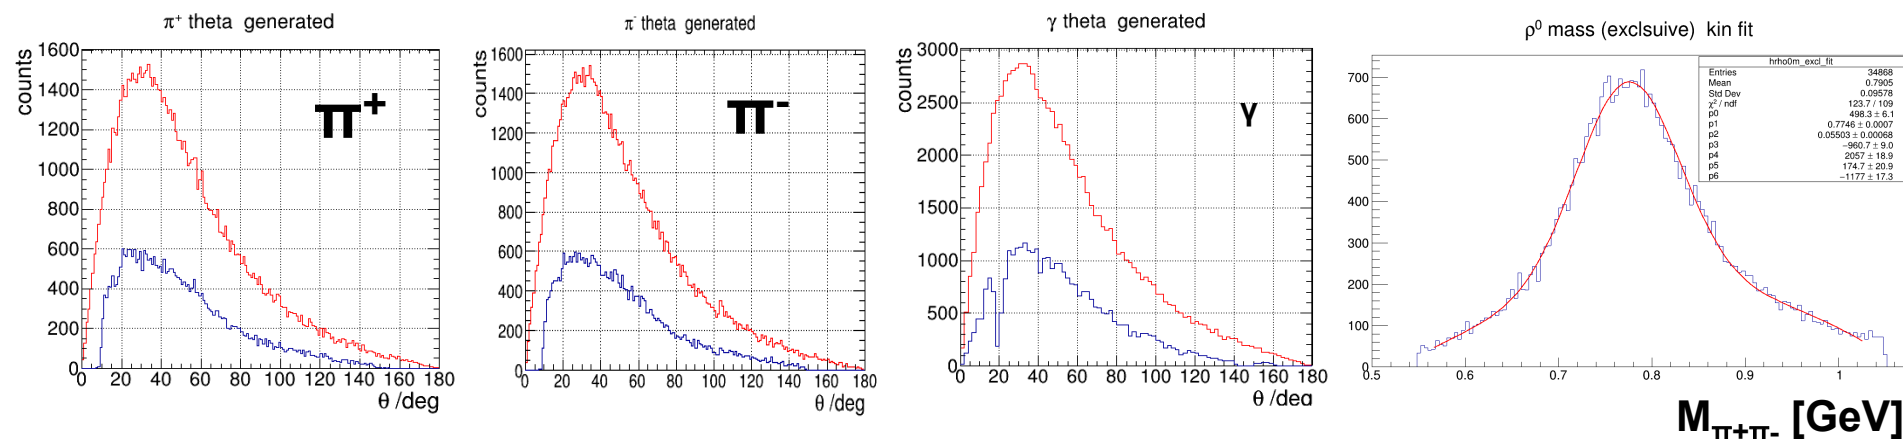 π⁺ theta generated
counts
1600
1400
1200
1000
800
600
400
200
0
π+
0 20 40 60 80 100 120 140 160 180
θ /deg
π⁻ theta generated
counts
1600
1400
1200
1000
800
600
400
200
0
π-
0 20 40 60 80 100 120 140 160 180
θ /deg
γ theta generated
counts
3000
2500
2000
1500
1000
500
0
γ
0 20 40 60 80 100 120 140 160 180
θ /deg
ρ⁰ mass (exclsuive) kin fit
700
600
500
400
300
200
100
0
hrho0m_excl_fit
Entries 34868
Mean 0.7905
Std Dev 0.09578
χ² / ndf 123.7 / 109
p0 498.3 ± 6.1
p1 0.7746 ± 0.0007
p2 0.05503 ± 0.00068
p3 −960.7 ± 9.0
p4 2057 ± 18.9
p5 174.7 ± 20.9
p6 −1177 ± 17.3
0.5 0.6 0.7 0.8 0.9 1
Mπ+π- [GeV]